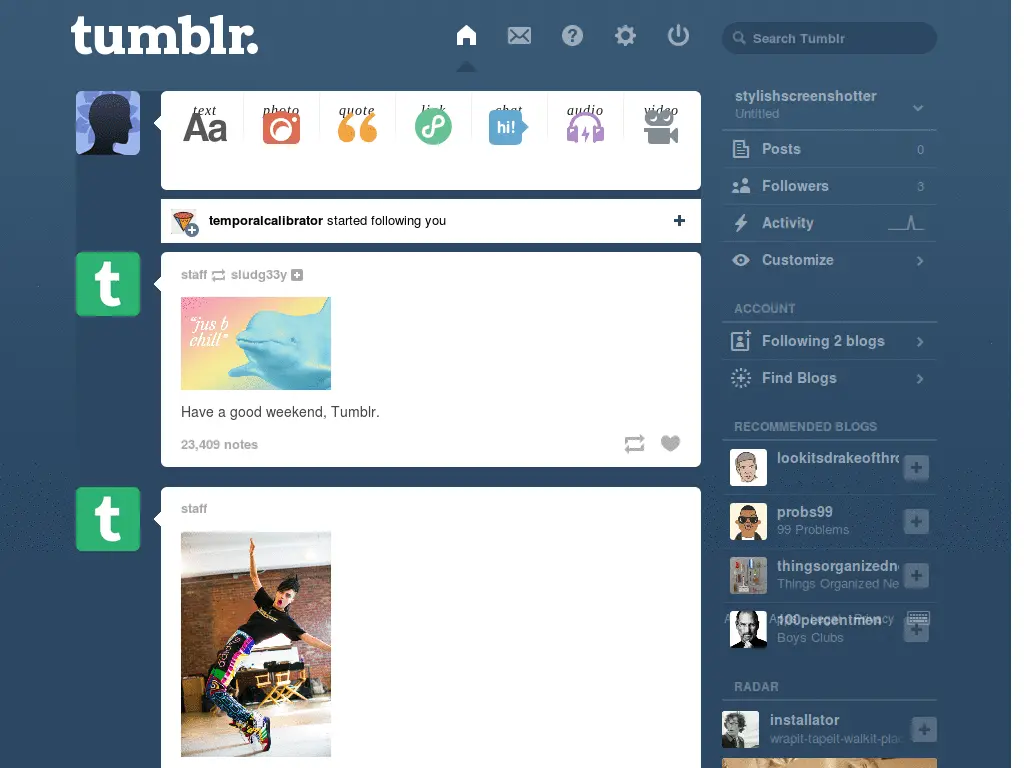 tumblr.
Search Tumblr
text photo quote link chat audio video
Aa hi!
temporalcalibrator started following you
staff sludg33y
"jus b
chill"
Have a good weekend, Tumblr.
23,409 notes
staff
stylishscreenshotter
Untitled
Posts 0
Followers 3
Activity
Customize
ACCOUNT
Following 2 blogs
Find Blogs
RECOMMENDED BLOGS
lookitsdrakeofthro
probs99
99 Problems
thingsorganizedn
Things Organized Ne
100percentmen
Privacy
Boys Clubs
RADAR
installator
wrapit-tapeit-walkit-pla